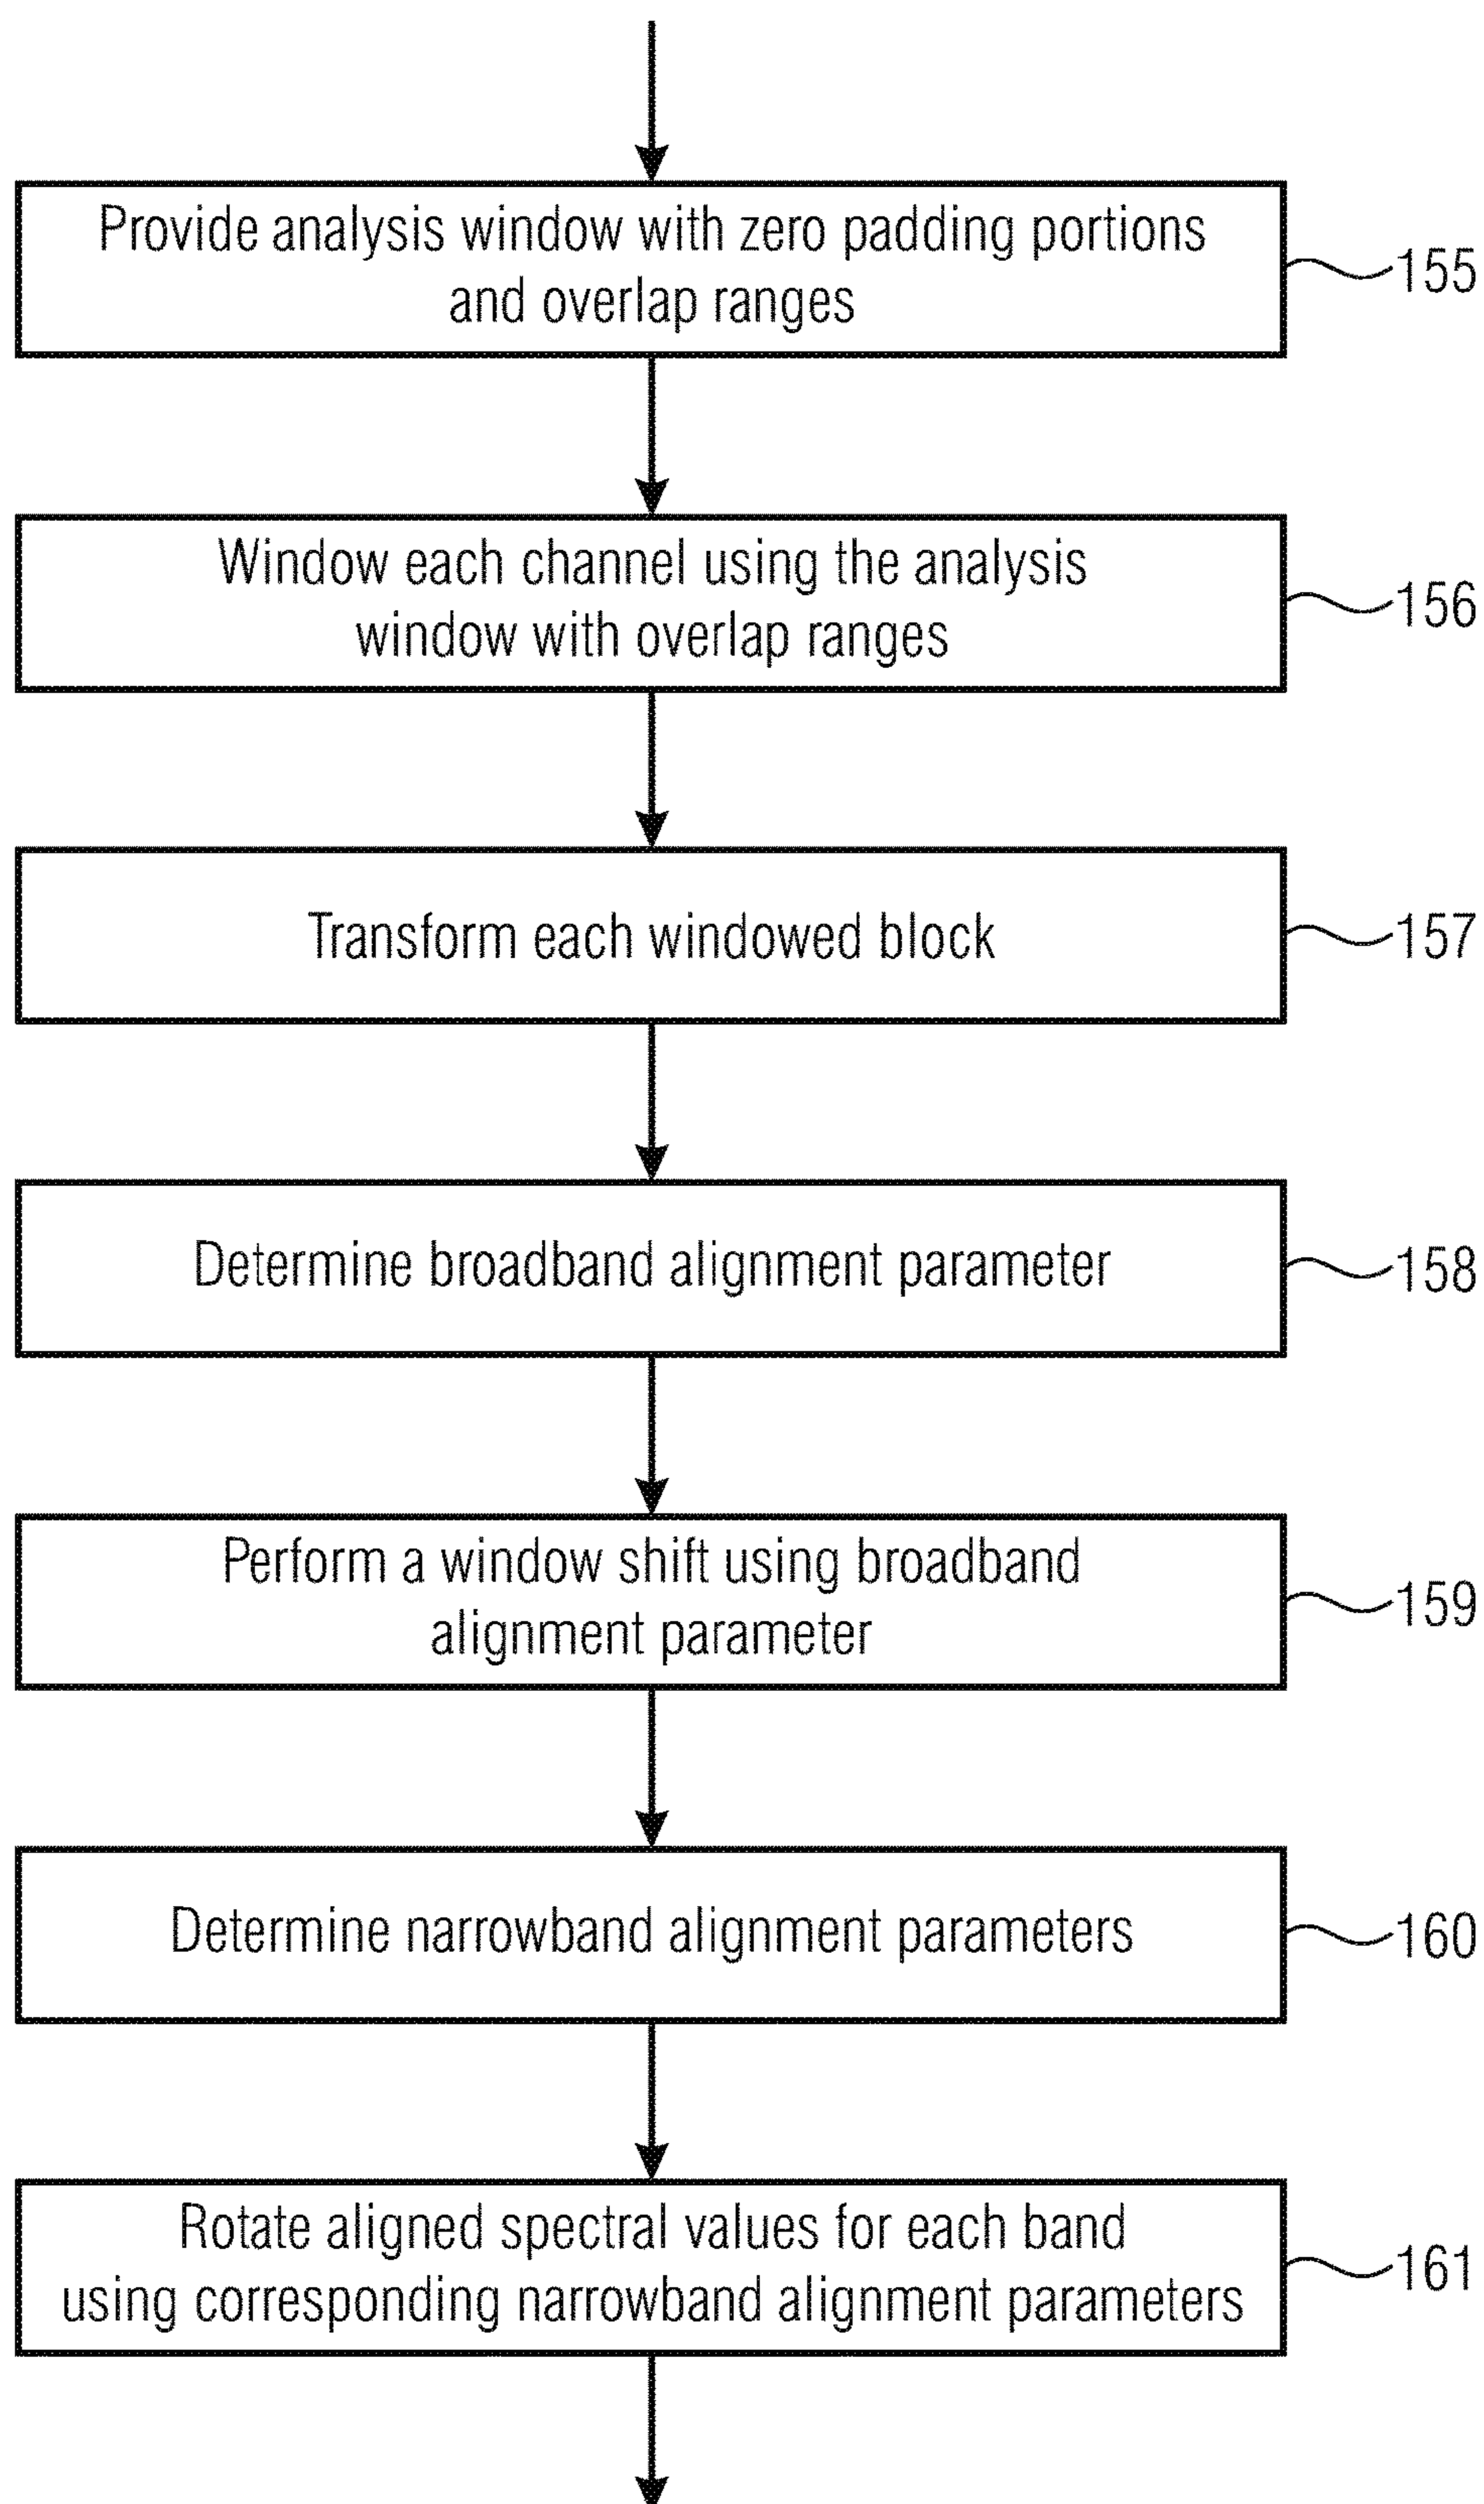 Provide analysis window with zero padding portions
and overlap ranges
155
Window each channel using the analysis
window with overlap ranges
156
Transform each windowed block
157
Determine broadband alignment parameter
158
Perform a window shift using broadband
alignment parameter
159
Determine narrowband alignment parameters
160
Rotate aligned spectral values for each band
using corresponding narrowband alignment parameters
161